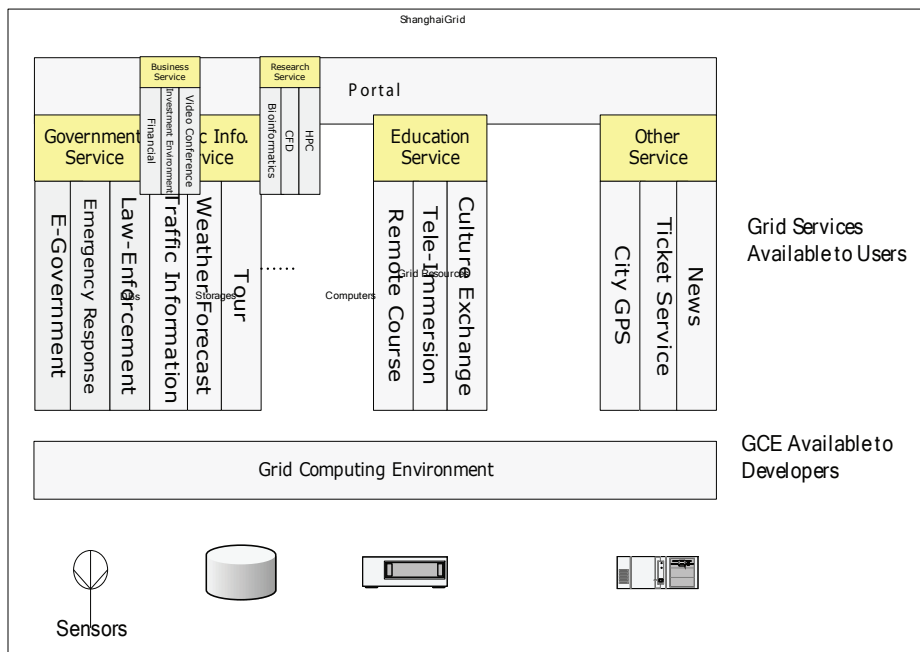 ShanghaiGrid
Portal
Business
Service
Financial
Investment Environment
Video Conference
Research
Service
Bioinformatics
CFD
HPC
Government
Service
E-Government
Emergency Response
Law-Enforcement
ic Info.
rvice
Traffic Information
Weather Forecast
Tour
......
Education
Service
Remote Course
Tele-Immersion
Culture Exchange
Other
Service
City GPS
Ticket Service
News
Grid Services
Available to Users
DBs
Storages
Computers
Grid Resources
Grid Computing Environment
GCE Available to
Developers
Sensors